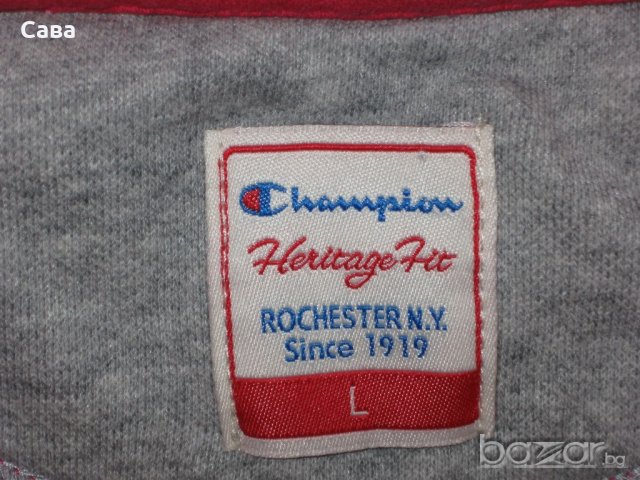 Сава
Champion
Heritage Fit
ROCHESTER N.Y.
Since 1919
L
bazar.bg